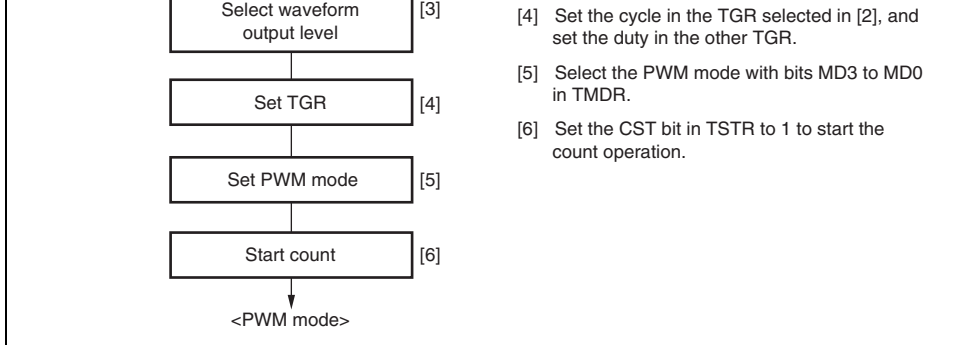 Select waveform
output level
[3]
Set TGR
[4]
Set PWM mode
[5]
Start count
[6]
<PWM mode>
[4] Set the cycle in the TGR selected in [2], and
set the duty in the other TGR.
[5] Select the PWM mode with bits MD3 to MD0
in TMDR.
[6] Set the CST bit in TSTR to 1 to start the
count operation.